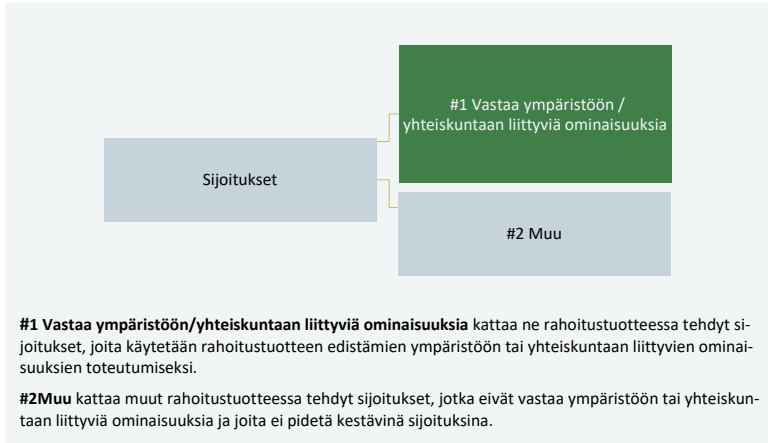 #1 Vastaa ympäristöön /
yhteiskuntaan liittyviä ominaisuuksia
Sijoitukset
#2 Muu
#1 Vastaa ympäristöön/yhteiskuntaan liittyviä ominaisuuksia kattaa ne rahoitustuotteessa tehdyt si-
joitukset, joita käytetään rahoitustuotteen edistämien ympäristöön tai yhteiskuntaan liittyvien ominai-
suuksien toteutumiseksi.
#2Muu kattaa muut rahoitustuotteessa tehdyt sijoitukset, jotka eivät vastaa ympäristöön tai yhteiskun-
taan liittyviä ominaisuuksia ja joita ei pidetä kestävinä sijoituksina.